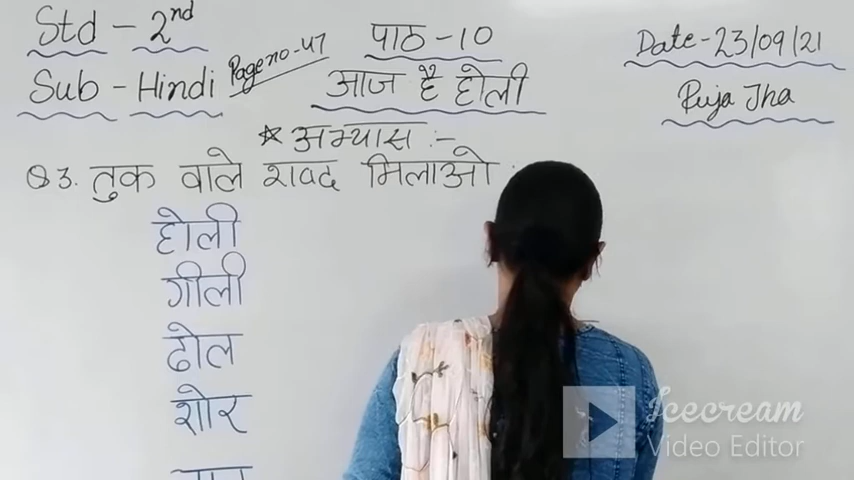 Std - 2nd
पाठ - 10
Date - 23/09/21
Sub - Hindi
Page no - 47
आज है होली
Puja Jha
* अभ्यास :-
Q 3. तुक वाले शब्द मिलाओ
होली
गीली
ढोल
शोर
Icecream
Video Editor